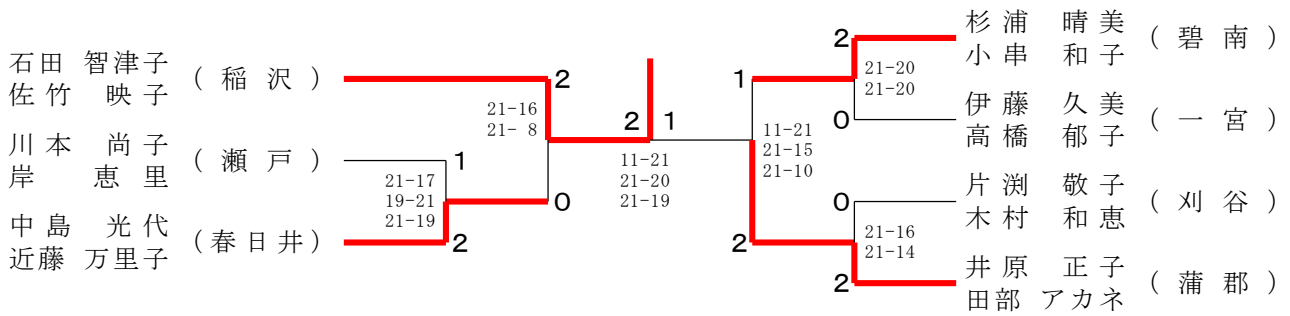 石田 智津子
佐竹 映子
(稲沢)
川本 尚子
岸 恵里
(瀬戸)
中島 光代
近藤 万里子
(春日井)
21-17
19-21
21-19
1
2
21-16
21- 8
2
0
2
1
11-21
21-20
21-19
1
2
11-21
21-15
21-10
2
0
21-20
21-20
0
2
21-16
21-14
杉浦 晴美
小串 和子
(碧南)
伊藤 久美
高橋 郁子
(一宮)
片渕 敬子
木村 和恵
(刈谷)
井原 正子
田部 アカネ
(蒲郡)